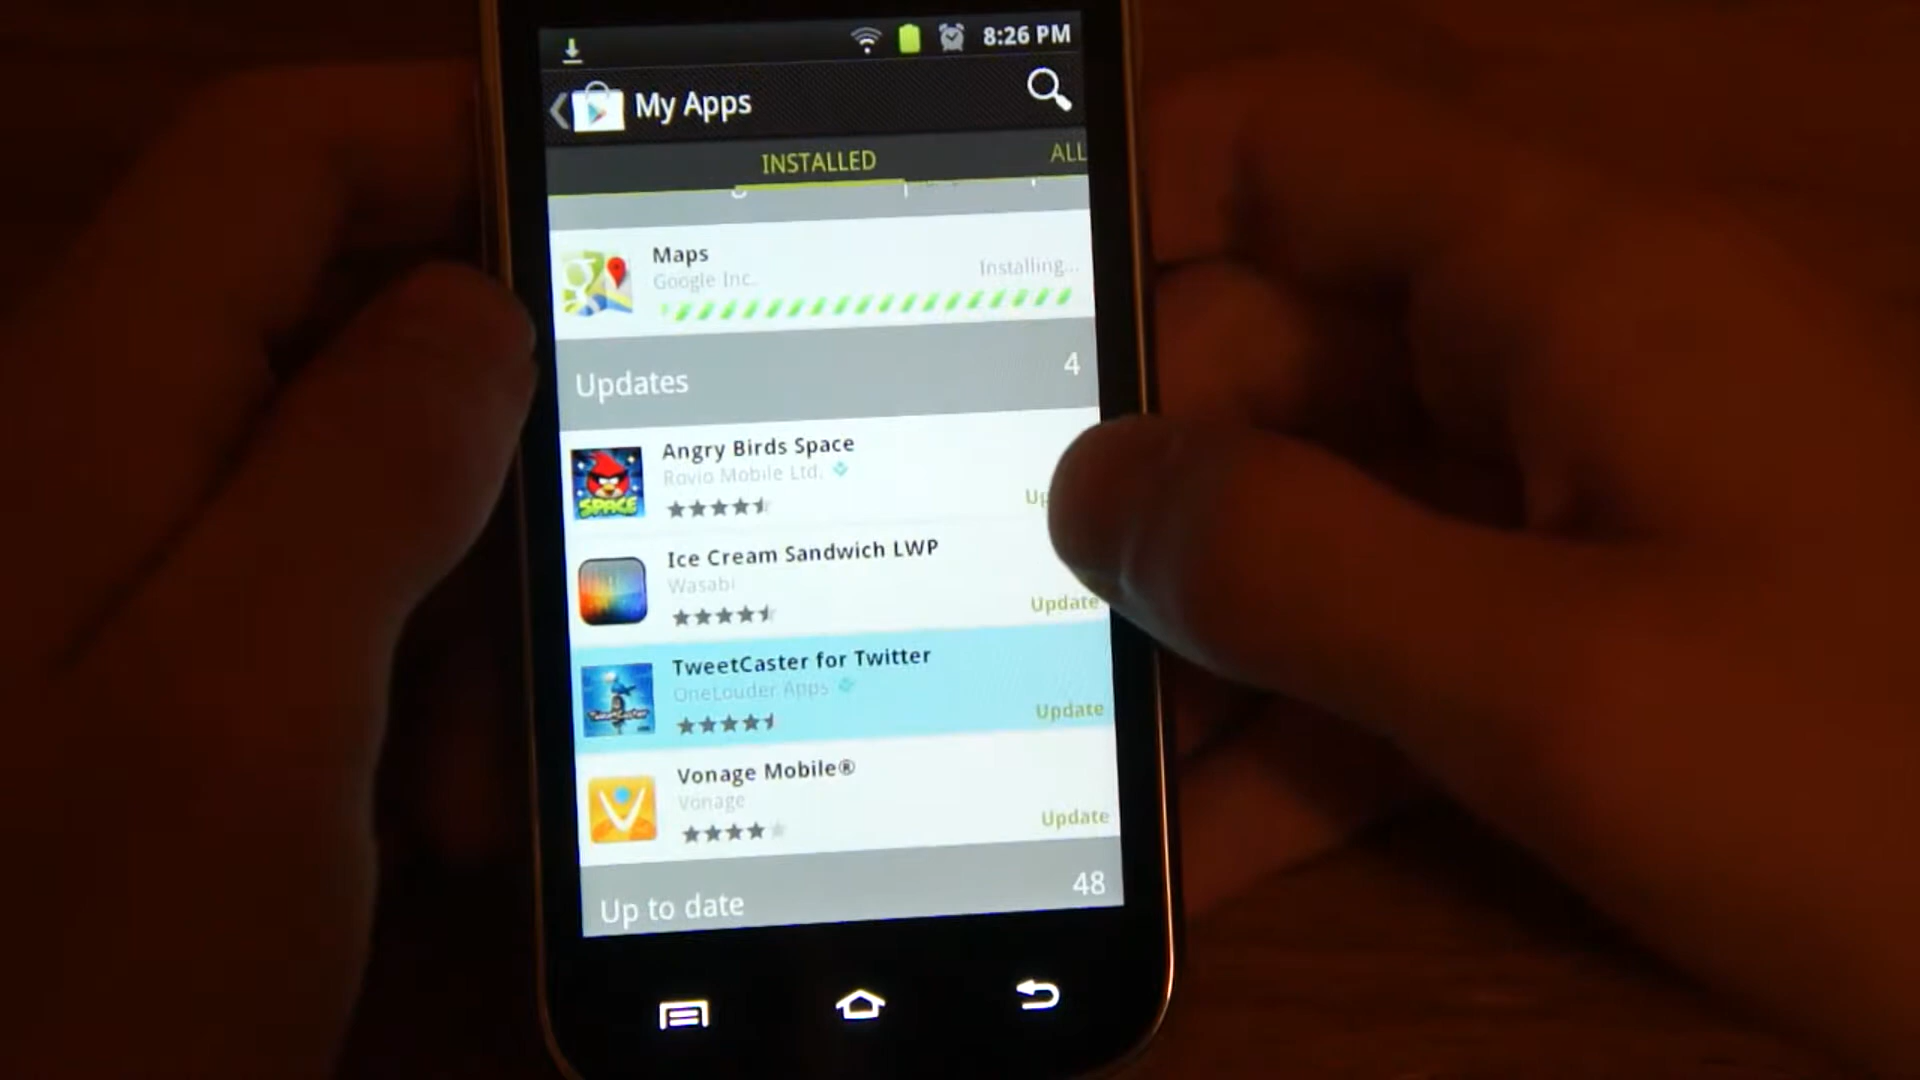 8:26 PM
My Apps
INSTALLED
ALL
Maps
Google Inc.
Installing...
Updates
4
Angry Birds Space
Rovio Mobile Ltd.
Up
SPACE
Ice Cream Sandwich LWP
Wasabi
Update
TweetCaster for Twitter
OneLouder Apps
TweetCaster
Update
Vonage Mobile®
Vonage
Update
Up to date
48